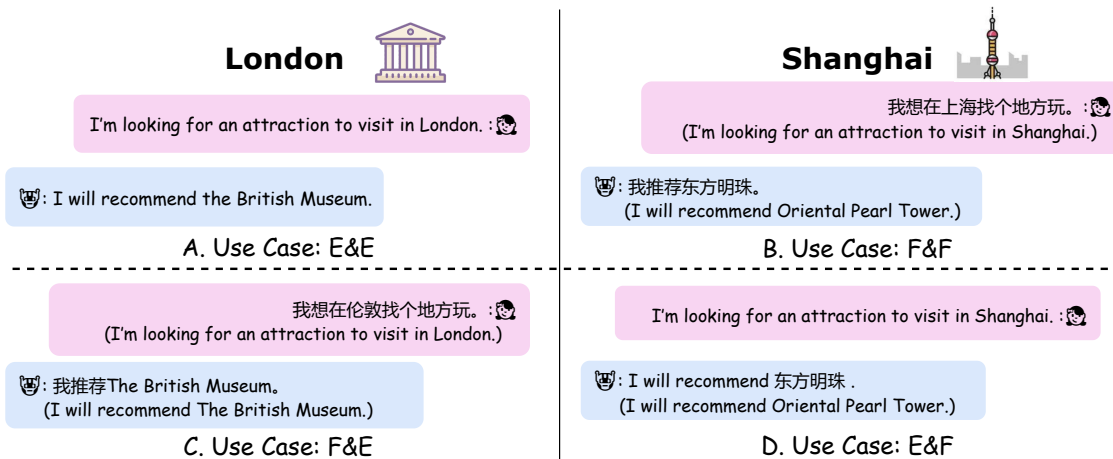 London
I'm looking for an attraction to visit in London. :
: I will recommend the British Museum.
A. Use Case: E&E
Shanghai
我想在上海找个地方玩。:
(I'm looking for an attraction to visit in Shanghai.)
: 我推荐东方明珠。
(I will recommend Oriental Pearl Tower.)
B. Use Case: F&F
我想在伦敦找个地方玩。:
(I'm looking for an attraction to visit in London.)
: 我推荐The British Museum。
(I will recommend The British Museum.)
C. Use Case: F&E
I'm looking for an attraction to visit in Shanghai. :
: I will recommend 东方明珠 .
(I will recommend Oriental Pearl Tower.)
D. Use Case: E&F